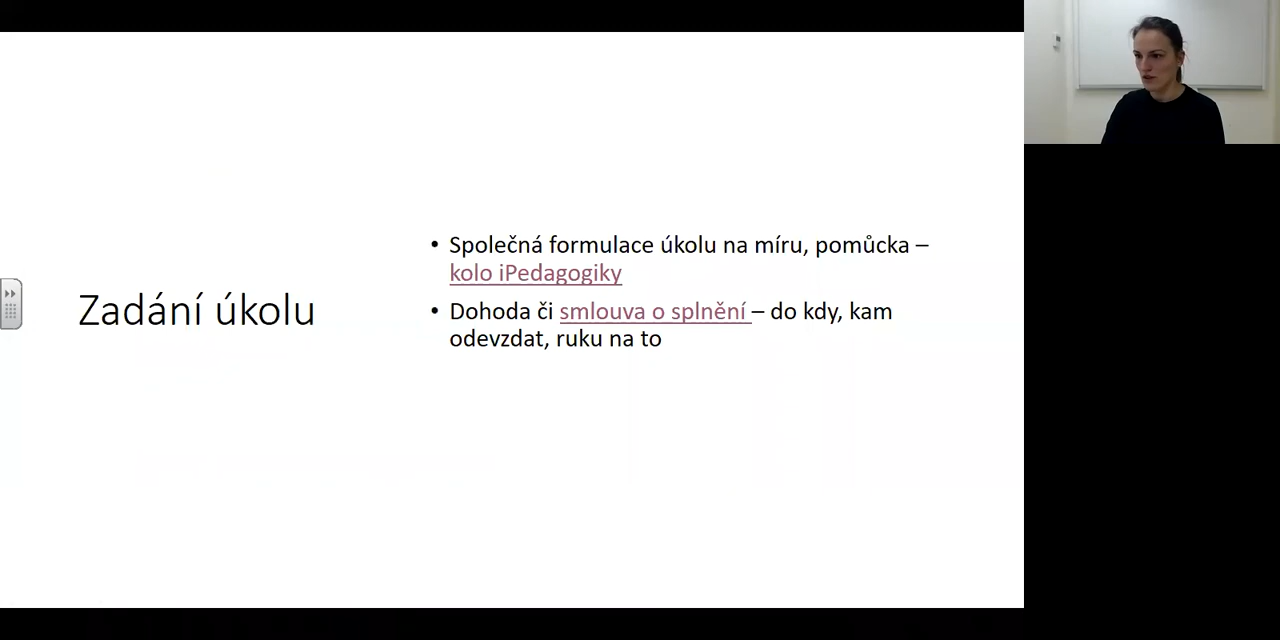 Zadání úkolu
• Společná formulace úkolu na míru, pomůcka –
kolo iPedagogiky
• Dohoda či smlouva o splnění – do kdy, kam
odevzdat, ruku na to